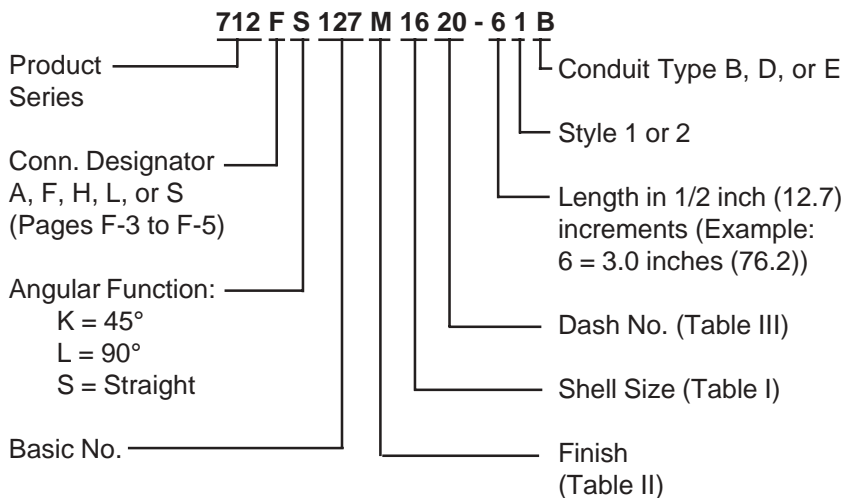 712 F S 127 M 16 20 - 6 1 B
Product
Series
Conn. Designator
A, F, H, L, or S
(Pages F-3 to F-5)
Angular Function:
K = 45°
L = 90°
S = Straight
Basic No.
Conduit Type B, D, or E
Style 1 or 2
Length in 1/2 inch (12.7)
increments (Example:
6 = 3.0 inches (76.2))
Dash No. (Table III)
Shell Size (Table I)
Finish
(Table II)